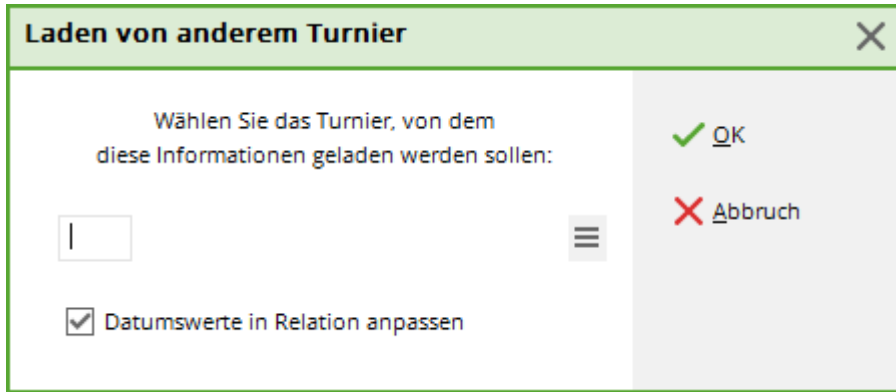 Laden von anderem Turnier
Wählen Sie das Turnier, von dem
diese Informationen geladen werden sollen:
OK
Abbruch
Datumswerte in Relation anpassen